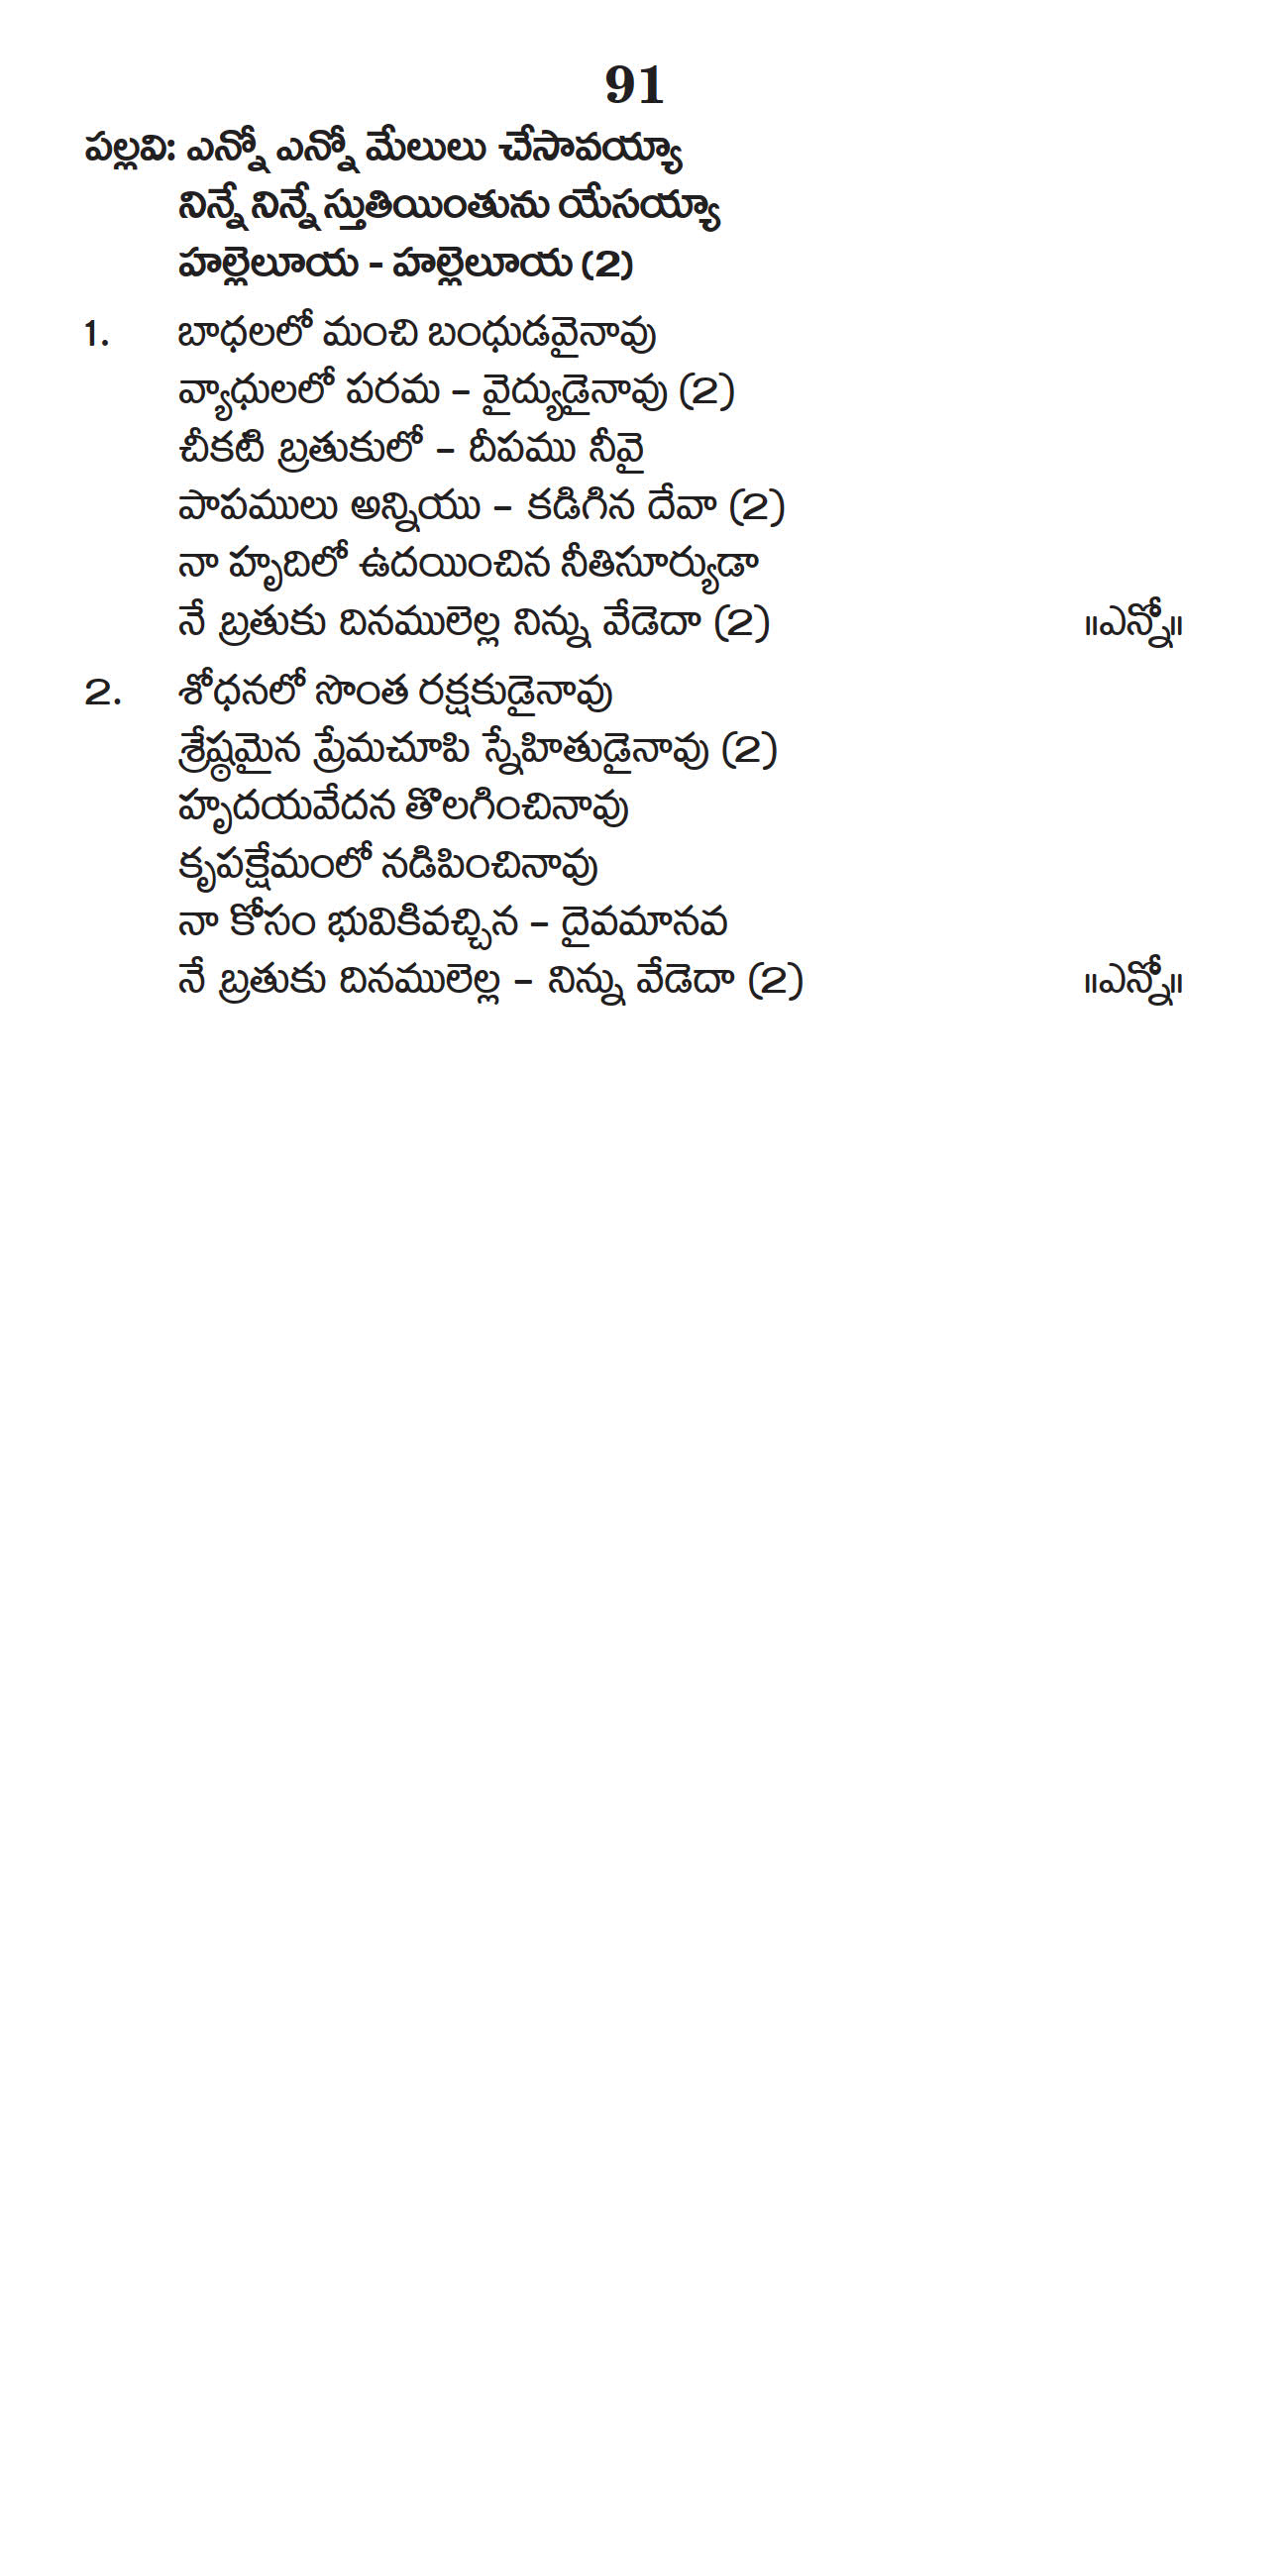 91
పల్లవి: ఎన్నో ఎన్నో మేలులు చేసావయ్యా
నిన్నే నిన్నే స్తుతియింతును యేసయ్యా
హల్లెలూయ - హల్లెలూయ (2)
1. బాధలలో మంచి బంధుడవైనావు
వ్యాధులలో పరమ – వైద్యుడైనావు (2)
చీకటి బ్రతుకులో – దీపము నీవై
పాపములు అన్నియు – కడిగిన దేవా (2)
నా హృదిలో ఉదయించిన నీతిసూర్యుడా
నే బ్రతుకు దినములెల్ల నిన్ను వేడెదా (2) ॥ఎన్నో॥
2. శోధనలో సొంత రక్షకుడైనావు
శ్రేష్ఠమైన ప్రేమచూపి స్నేహితుడైనావు (2)
హృదయవేదన తొలగించినావు
కృపక్షేమంలో నడిపించినావు
నా కోసం భువికివచ్చిన – దైవమానవ
నే బ్రతుకు దినములెల్ల – నిన్ను వేడెదా (2) ॥ఎన్నో॥